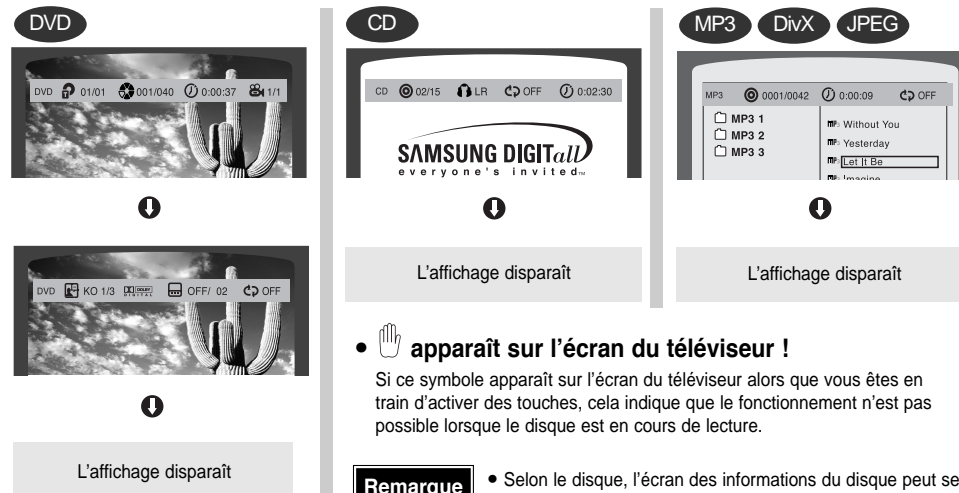 DVD
DVD 01/01 001/040 0:00:37 1/1
DVD KO 1/3 DOLBY DIGITAL OFF/ 02 OFF
L'affichage disparaît
CD
CD 02/15 LR OFF 0:02:30
SAMSUNG DIGITall
everyone's invited™
L'affichage disparaît
MP3 DivX JPEG
MP3 0001/0042 0:00:09 OFF
MP3 1
MP3 2
MP3 3
Without You
Yesterday
Let It Be
Imagine
L'affichage disparaît
• apparaît sur l'écran du téléviseur !
Si ce symbole apparaît sur l'écran du téléviseur alors que vous êtes en
train d'activer des touches, cela indique que le fonctionnement n'est pas
possible lorsque le disque est en cours de lecture.
Remarque
• Selon le disque, l'écran des informations du disque peut se